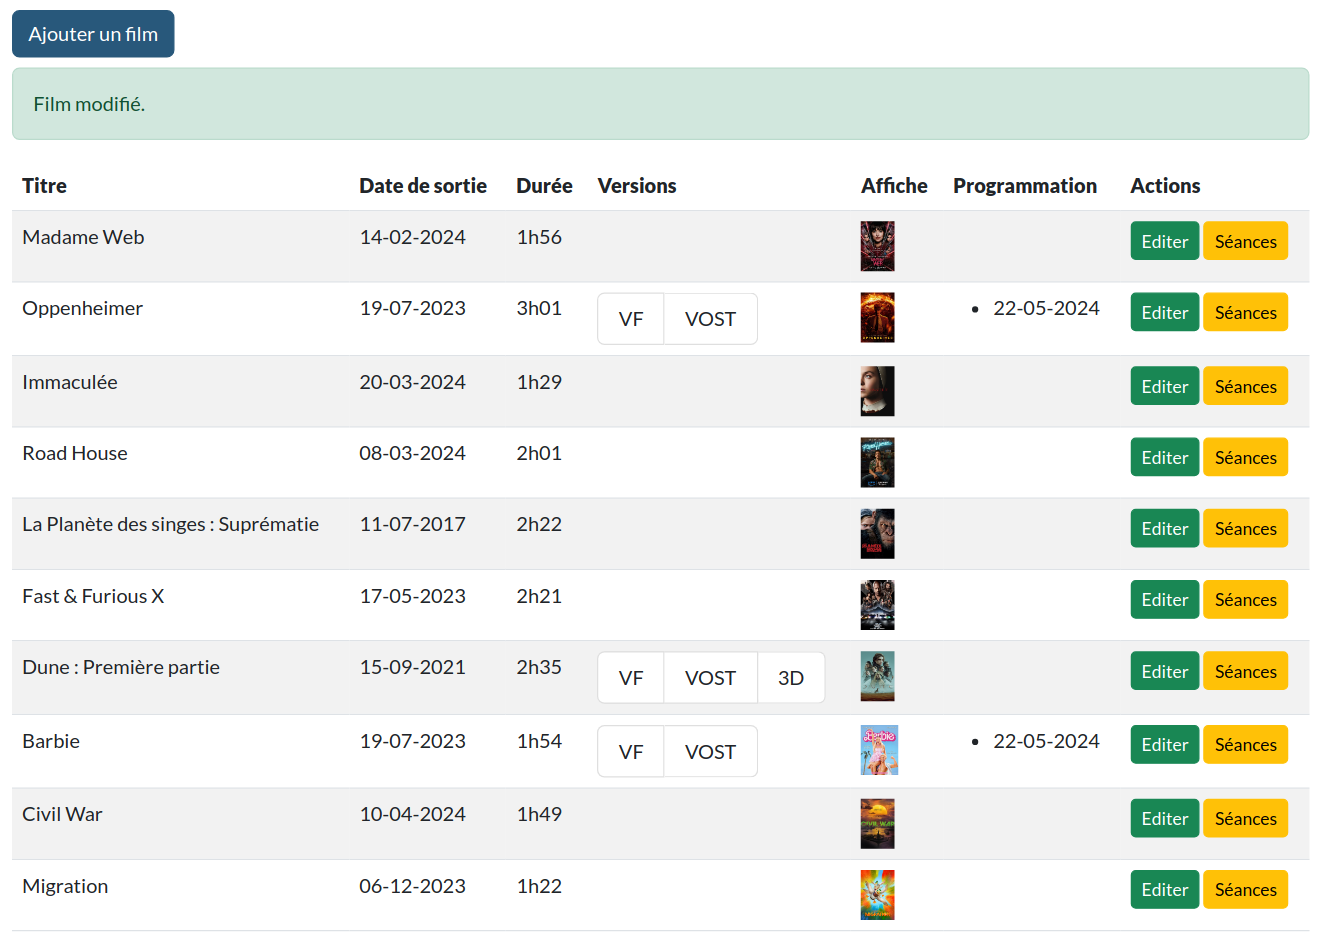 Ajouter un film
Film modifié.
Titre Date de sortie Durée Versions Affiche Programmation Actions
Madame Web 14-02-2024 1h56 Editer Séances
Oppenheimer 19-07-2023 3h01 VF VOST • 22-05-2024 Editer Séances
Immaculée 20-03-2024 1h29 Editer Séances
Road House 08-03-2024 2h01 Editer Séances
La Planète des singes : Suprématie 11-07-2017 2h22 Editer Séances
Fast & Furious X 17-05-2023 2h21 Editer Séances
Dune : Première partie 15-09-2021 2h35 VF VOST 3D Editer Séances
Barbie 19-07-2023 1h54 VF VOST Barbie • 22-05-2024 Editer Séances
Civil War 10-04-2024 1h49 CIVIL WAR Editer Séances
Migration 06-12-2023 1h22 Editer Séances